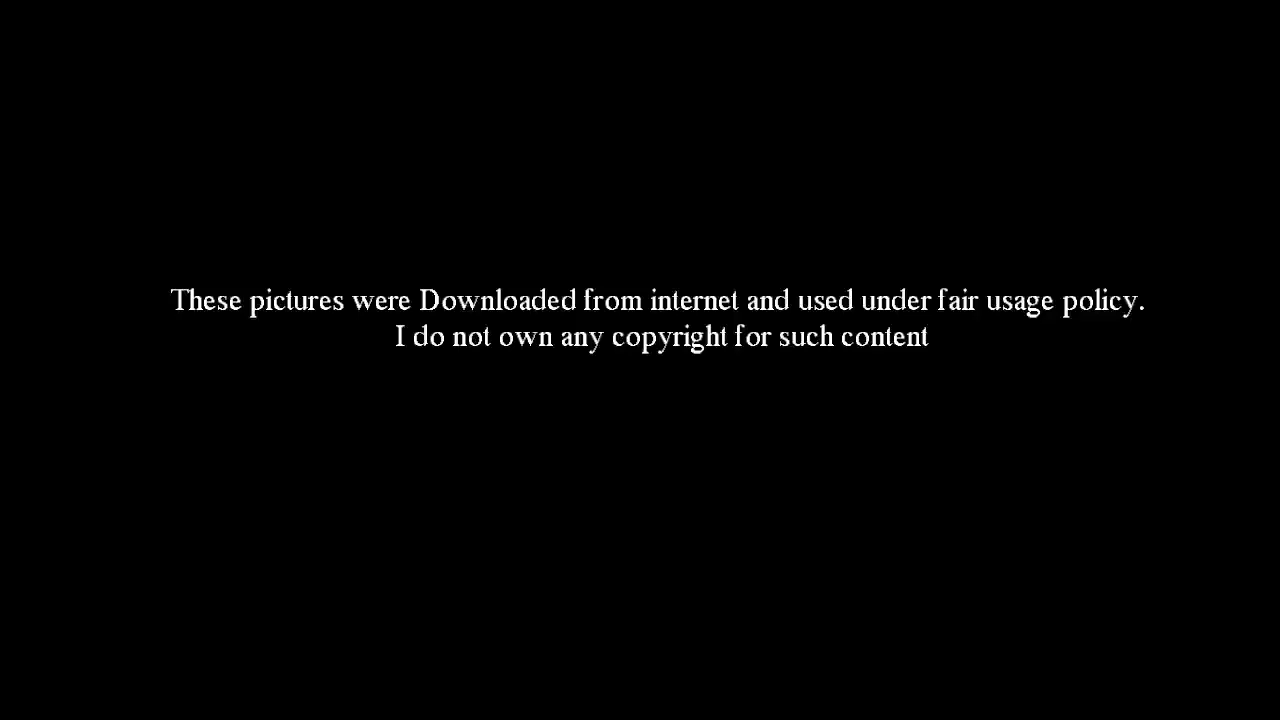 These pictures were Downloaded from internet and used under fair usage policy.
I do not own any copyright for such content